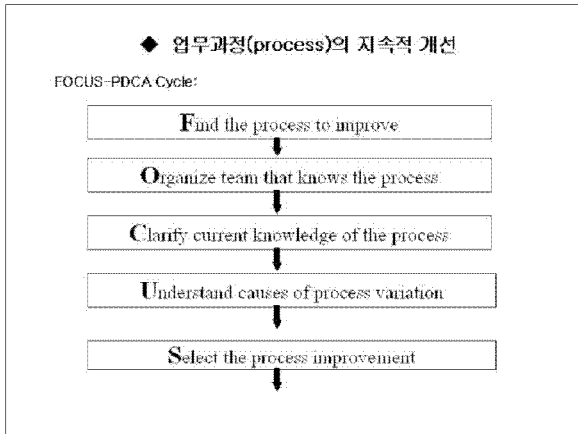 ◆ 업무과정(process)의 지속적 개선
FOCUS-PDCA Cycle:
Find the process to improve
Organize team that knows the process
Clarify current knowledge of the process
Understand causes of process variation
Select the process improvement